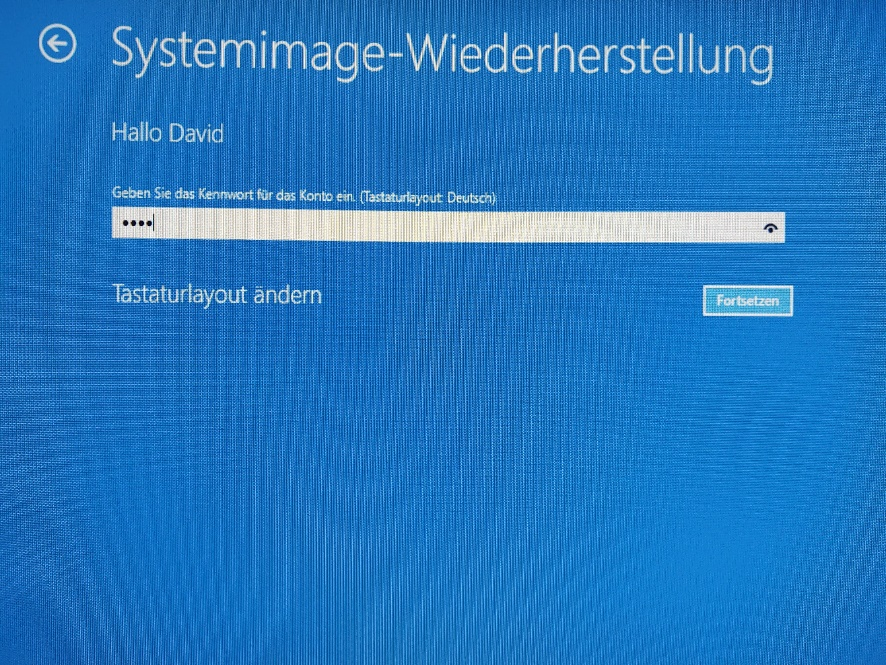 Systemimage-Wiederherstellung
Hallo David
Geben Sie das Kennwort für das Konto ein. (Tastaturlayout: Deutsch)
••••
Tastaturlayout ändern
Fortsetzen